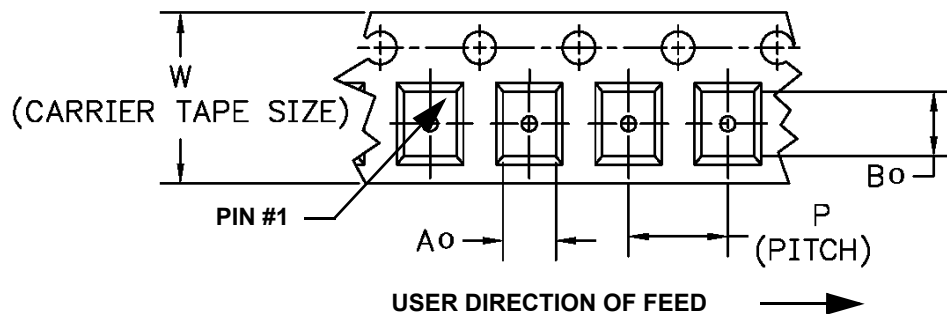 W
(CARRIER TAPE SIZE)
PIN #1
Ao
Bo
P
(PITCH)
USER DIRECTION OF FEED